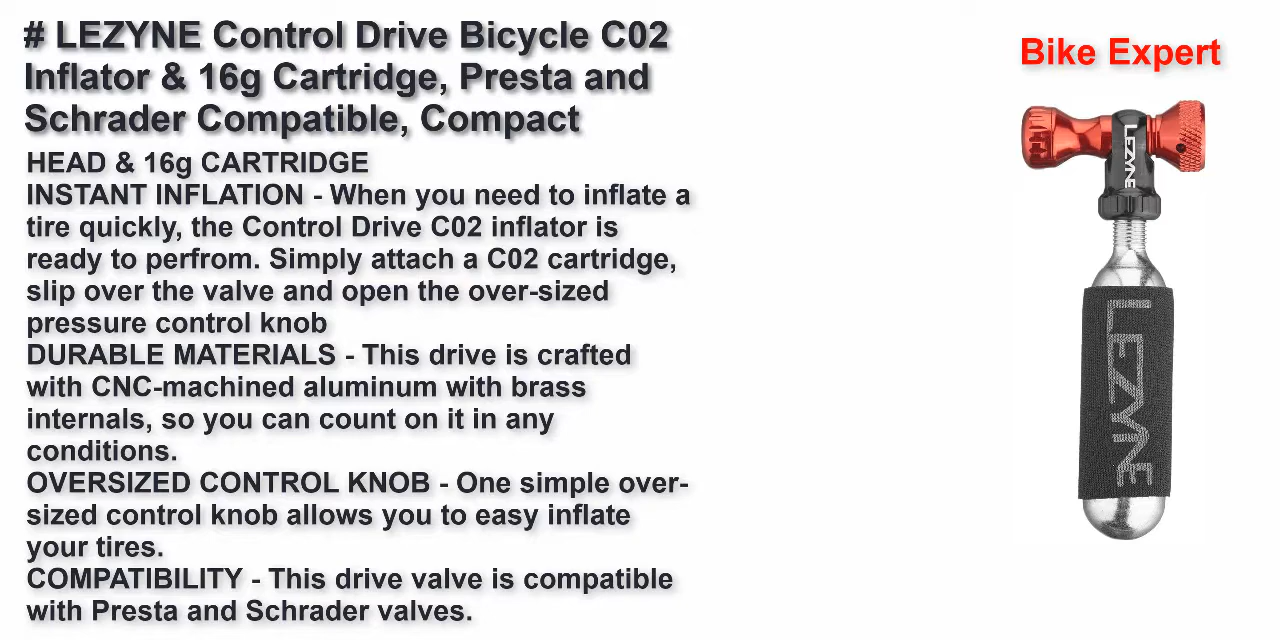 # LEZYNE Control Drive Bicycle C02
Inflator & 16g Cartridge, Presta and
Schrader Compatible, Compact
HEAD & 16g CARTRIDGE
INSTANT INFLATION - When you need to inflate a
tire quickly, the Control Drive C02 inflator is
ready to perfrom. Simply attach a C02 cartridge,
slip over the valve and open the over-sized
pressure control knob
DURABLE MATERIALS - This drive is crafted
with CNC-machined aluminum with brass
internals, so you can count on it in any
conditions.
OVERSIZED CONTROL KNOB - One simple over-
sized control knob allows you to easy inflate
your tires.
COMPATIBILITY - This drive valve is compatible
with Presta and Schrader valves.
Bike Expert
LEZYNE
LEZYNE